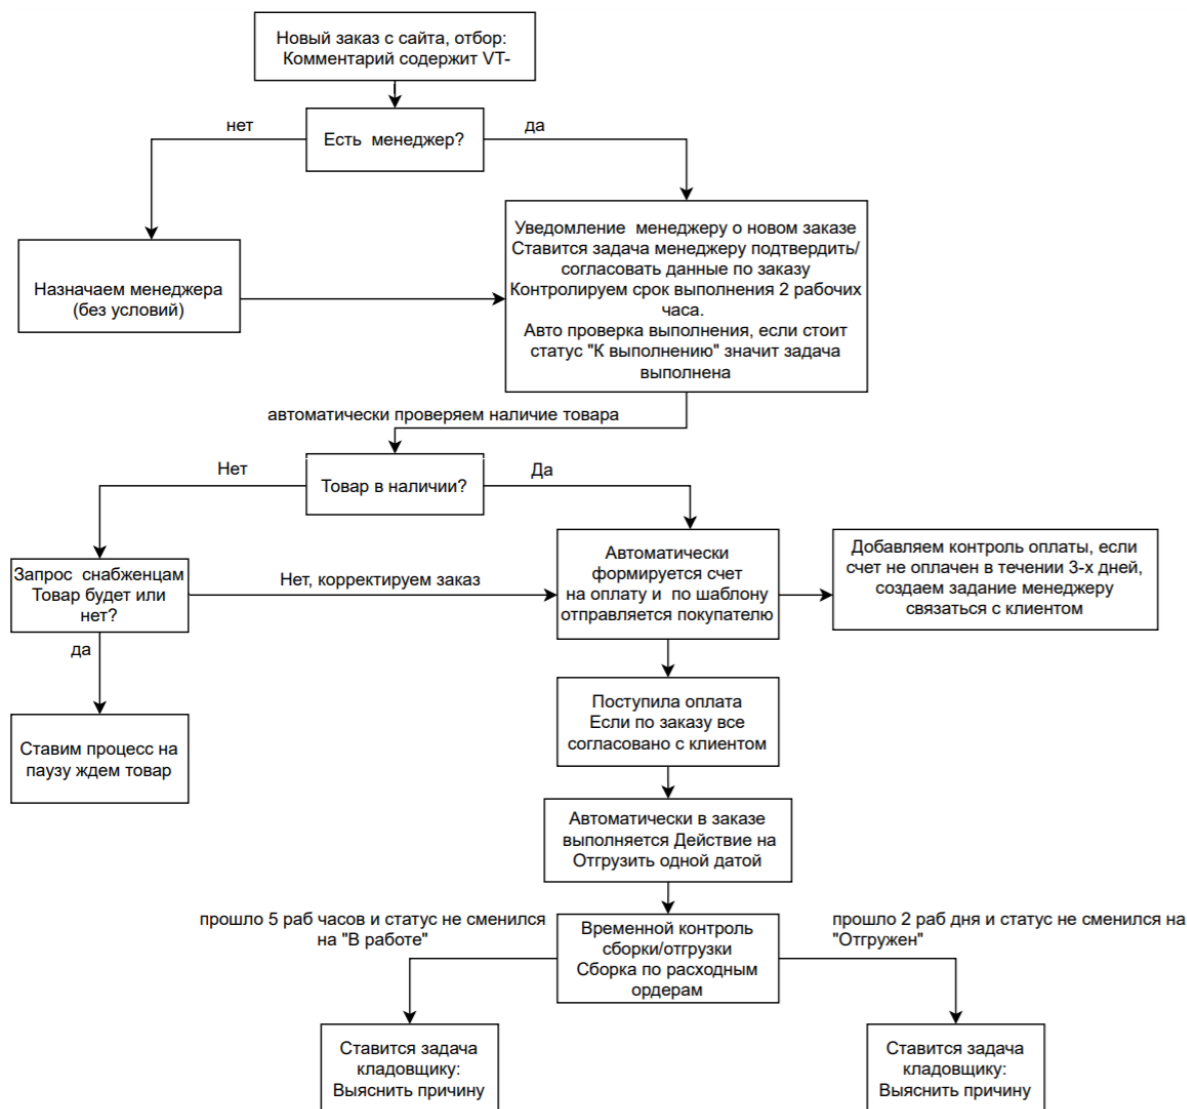 Новый заказ с сайта, отбор:
Комментарий содержит VT-
нет
да
Есть менеджер?
Уведомление менеджеру о новом заказе
Ставится задача менеджеру подтвердить/
согласовать данные по заказу
Контролируем срок выполнения 2 рабочих
часа.
Авто проверка выполнения, если стоит
статус "К выполнению" значит задача
выполнена
Назначаем менеджера
(без условий)
автоматически проверяем наличие товара
Нет
Да
Товар в наличии?
Запрос снабженцам
Товар будет или
нет?
Нет, корректируем заказ
Автоматически
формируется счет
на оплату и по шаблону
отправляется покупателю
Добавляем контроль оплаты, если
счет не оплачен в течении 3-х дней,
создаем задание менеджеру
связаться с клиентом
да
Ставим процесс на
паузу ждем товар
Поступила оплата
Если по заказу все
согласовано с клиентом
Автоматически в заказе
выполняется Действие на
Отгрузить одной датой
прошло 5 раб часов и статус не сменился
на "В работе"
Временной контроль
сборки/отгрузки
Сборка по расходным
ордерам
прошло 2 раб дня и статус не сменился на
"Отгружен"
Ставится задача
кладовщику:
Выяснить причину
Ставится задача
кладовщику:
Выяснить причину